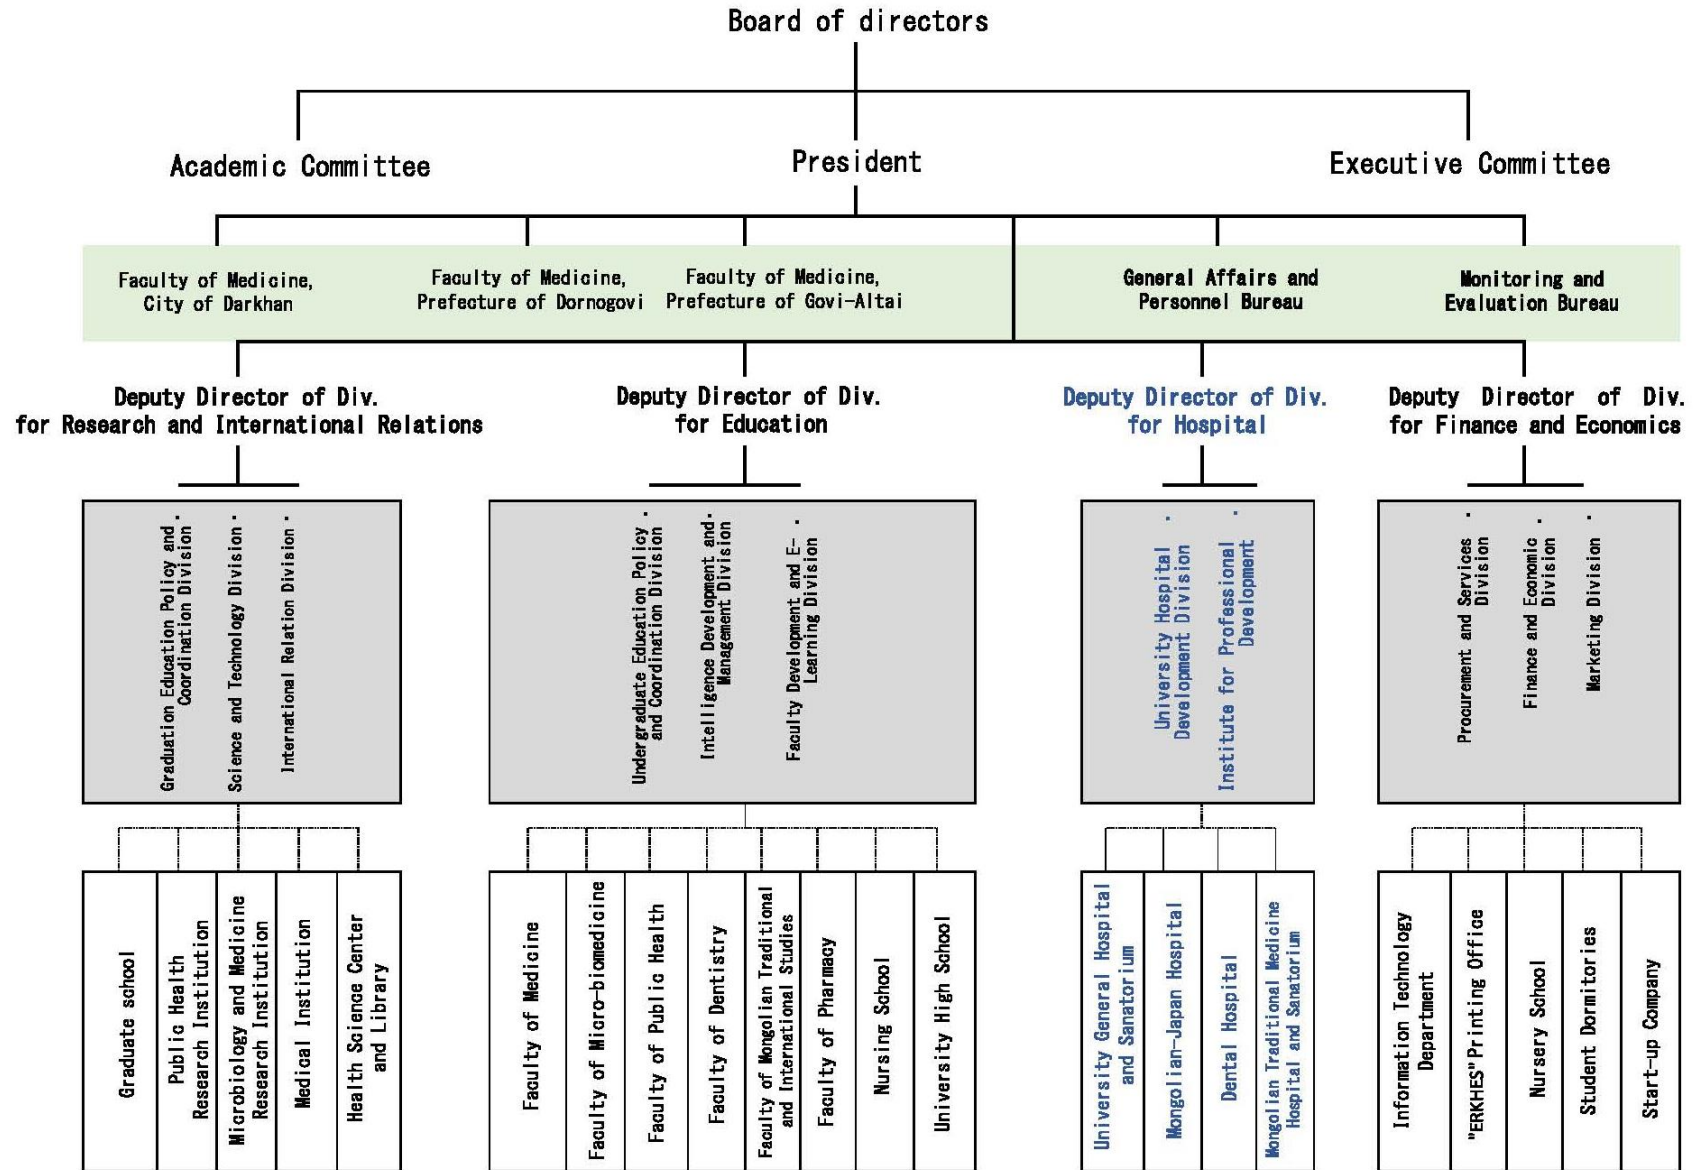 Board of directors
Academic Committee
President
Executive Committee
Faculty of Medicine,
City of Darkhan
Faculty of Medicine,
Prefecture of Dornogovi
Faculty of Medicine,
Prefecture of Govi-Altai
General Affairs and
Personnel Bureau
Monitoring and
Evaluation Bureau
Deputy Director of Div.
for Research and International Relations
Deputy Director of Div.
for Education
Deputy Director of Div.
for Hospital
Deputy Director of Div.
for Finance and Economics
Graduation Education Policy and
Coordination Division
Science and Technology Division
International Relation Division
Undergraduate Education Policy
and Coordination Division
Intelligence Development and
Management Division
Faculty Development and E-
Learning Division
University Hospital
Development Division
Institute for Professional
Development
Procurement and Services
Division
Finance and Economic
Division
Marketing Division
Graduate school
Public Health
Research Institution
Microbiology and Medicine
Research Institution
Medical Institution
Health Science Center
and Library
Faculty of Medicine
Faculty of Micro-biomedicine
Faculty of Public Health
Faculty of Dentistry
Faculty of Mongolian Traditional
and International Studies
Faculty of Pharmacy
Nursing School
University High School
University General Hospital
and Sanatorium
Mongolian-Japan Hospital
Dental Hospital
Mongolian Traditional Medicine
Hospital and Sanatorium
Information Technology
Department
"ERKHES"Printing Office
Nursery School
Student Dormitories
Start-up Company